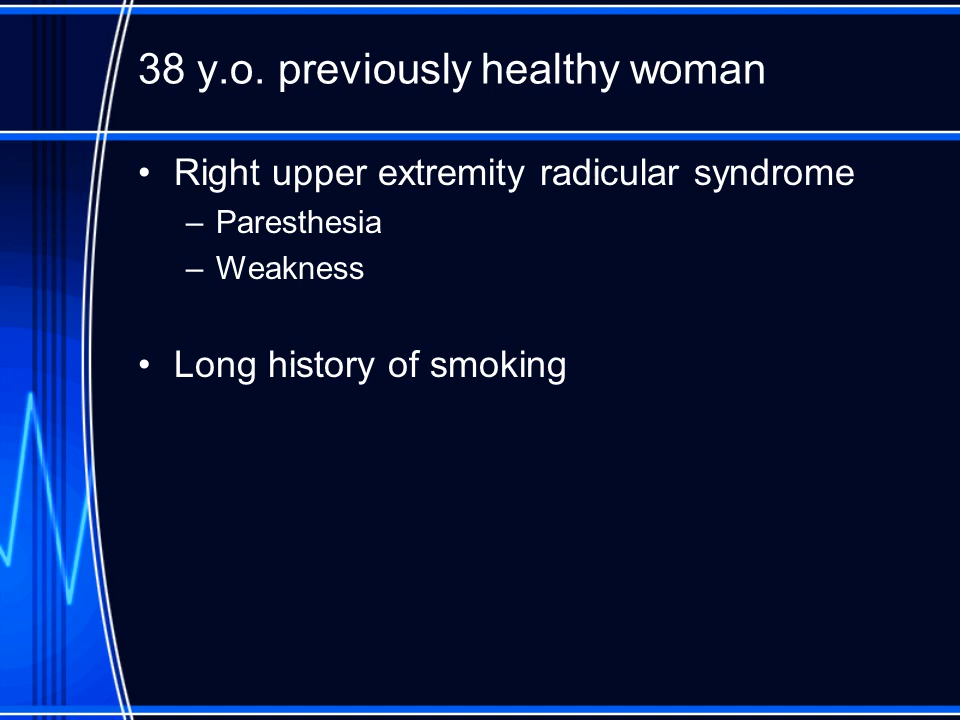 38 y.o. previously healthy woman
• Right upper extremity radicular syndrome
– Paresthesia
– Weakness
• Long history of smoking